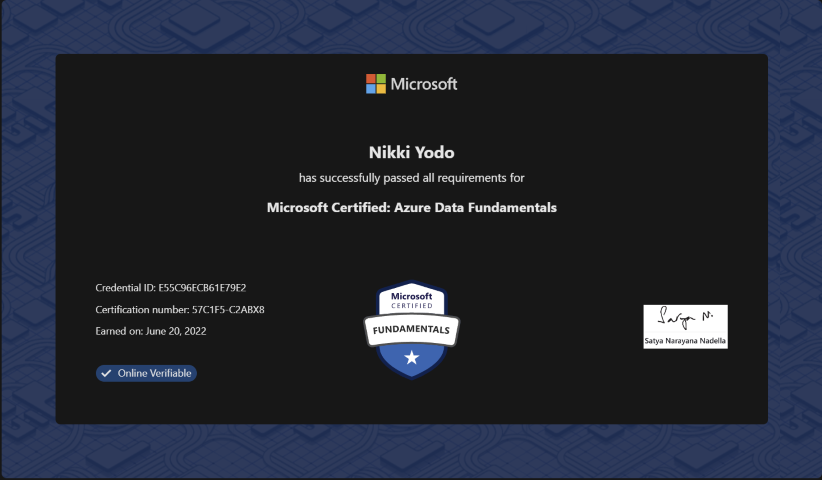 Microsoft
Nikki Yodo
has successfully passed all requirements for
Microsoft Certified: Azure Data Fundamentals
Credential ID: E55C96ECB61E79E2
Certification number: 57C1F5-C2ABX8
Earned on: June 20, 2022
Online Verifiable
Microsoft
CERTIFIED
FUNDAMENTALS
Satya N.
Satya Narayana Nadella